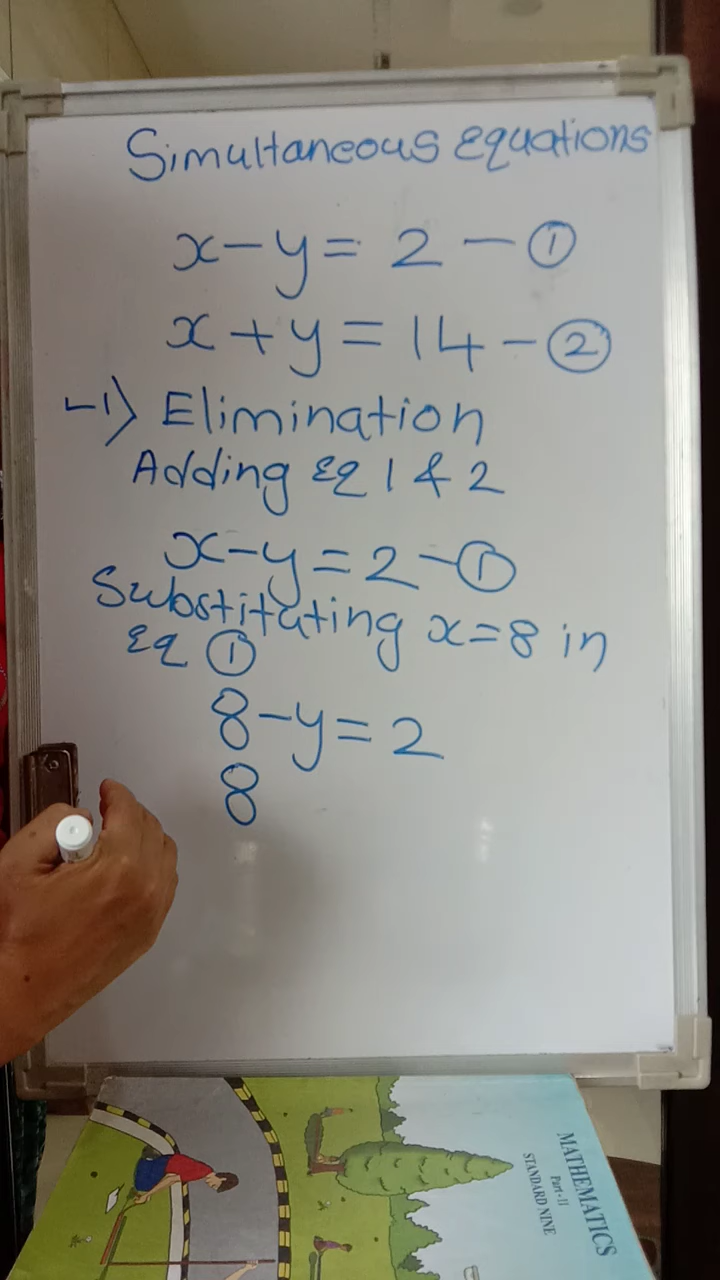 Simultaneous Equations
x - y = 2 - ①
x + y = 14 - ②
-1) Elimination
Adding Eq 1 & 2
x - y = 2 - ①
Substituting x = 8 in
Eq ①
8 - y = 2
8
MATHEMATICS
Part - II
STANDARD NINE